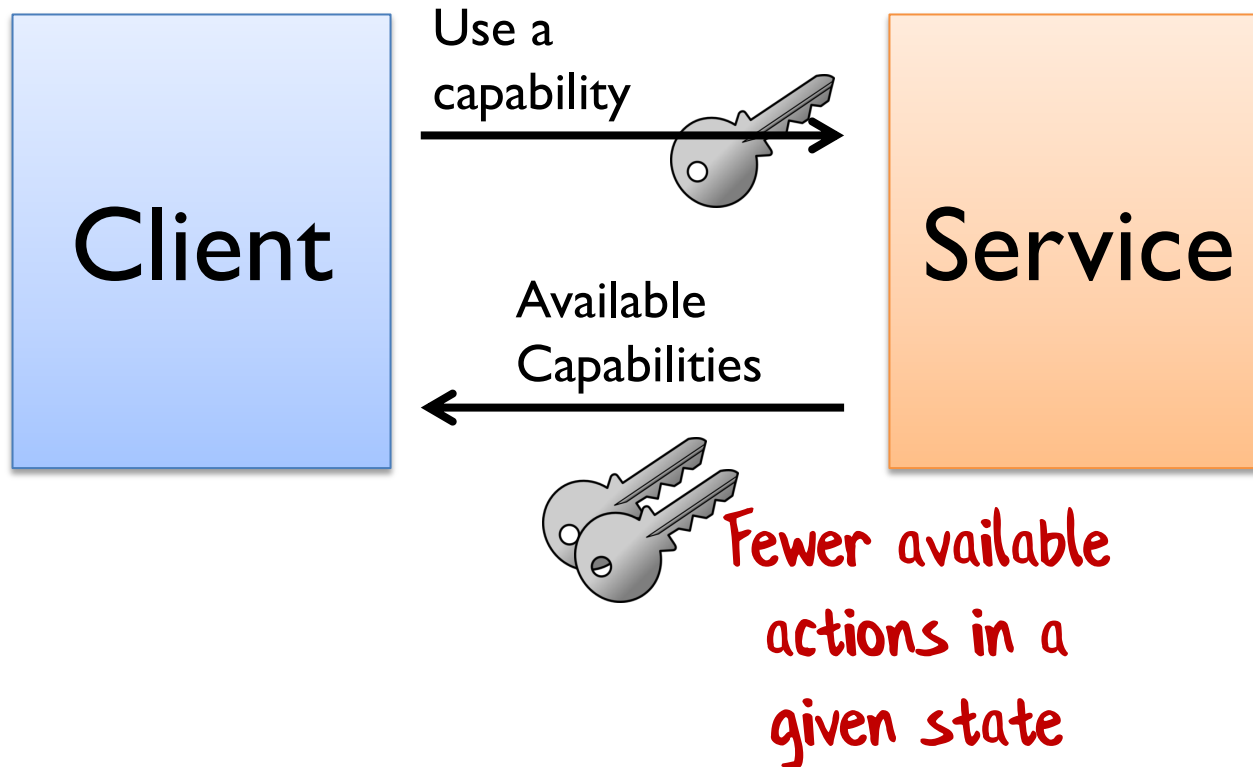 Use a
capability
Client
Service
Available
Capabilities
Fewer available
actions in a
given state